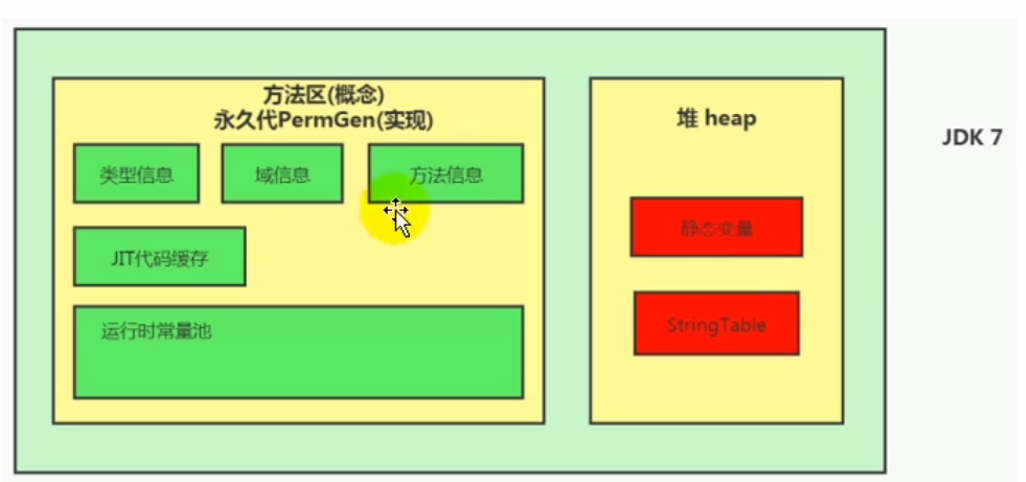 方法区(概念)
永久代PermGen(实现)
类型信息
域信息
方法信息
JIT代码缓存
运行时常量池
堆 heap
静态变量
StringTable
JDK 7